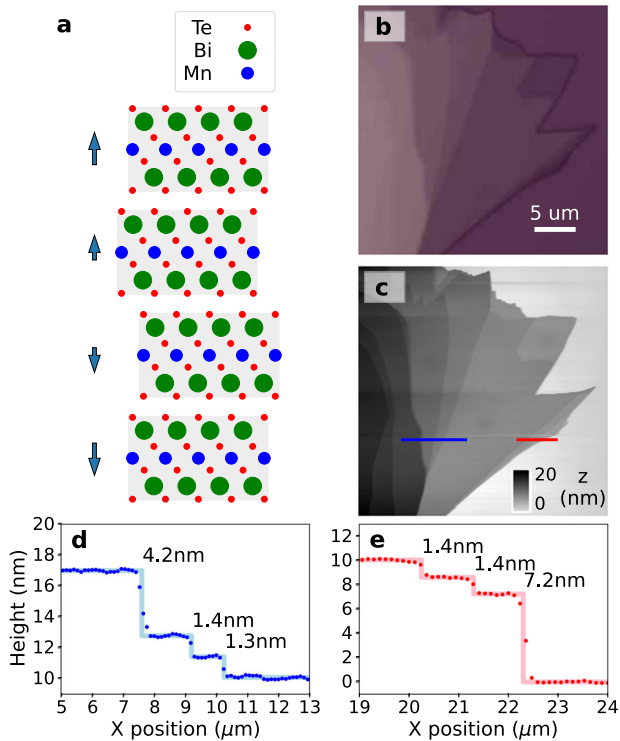 a
Te
Bi
Mn
b
5 um
c
20
0
z
(nm)
d
4.2nm
1.4nm
1.3nm
20
18
16
14
12
10
Height (nm)
5 6 7 8 9 10 11 12 13
X position (μm)
e
1.4nm
1.4nm
7.2nm
12
10
8
6
4
2
0
19 20 21 22 23 24
X position (μm)